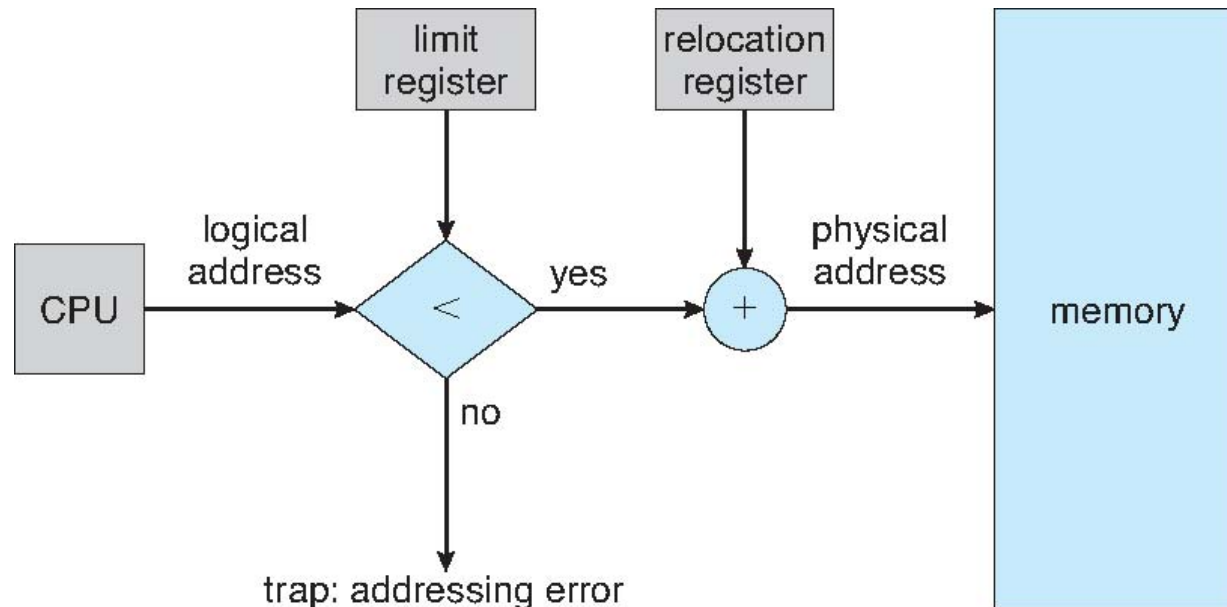 limit
register
relocation
register
logical
address
physical
address
yes
CPU
<
+
memory
no
trap: addressing error